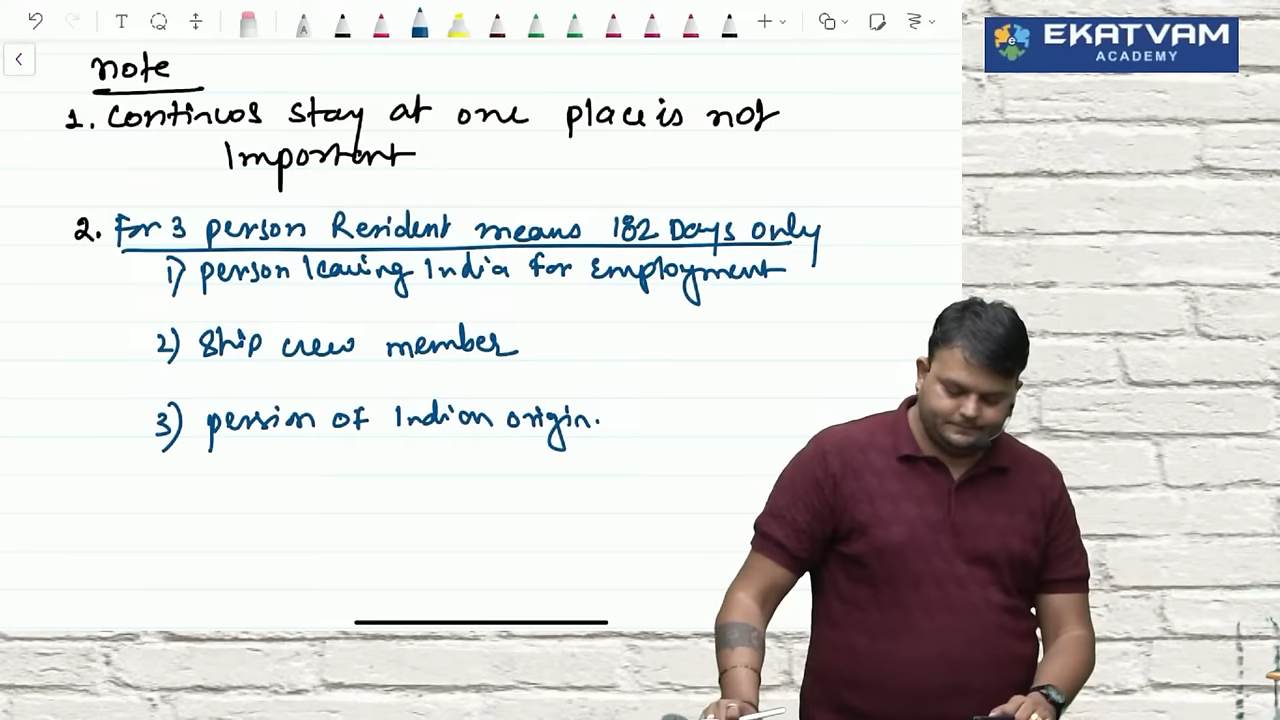 EKATVAM
ACADEMY
note
1. Continuos stay at one place is not
Important
2. For 3 person Resident means 182 Days only
1) person leaving India for Employment
2) Ship crew member
3) persion of Indian origin.